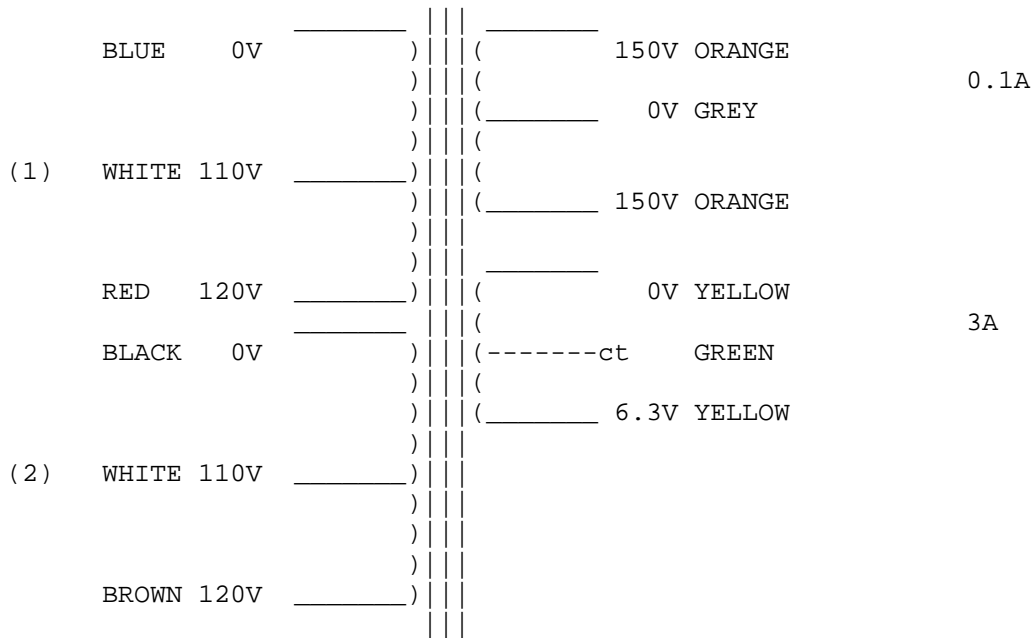 BLUE 0V 150V ORANGE
0.1A
0V GREY
(1) WHITE 110V
150V ORANGE
RED 120V 0V YELLOW
3A
BLACK 0V ct GREEN
6.3V YELLOW
(2) WHITE 110V
BROWN 120V